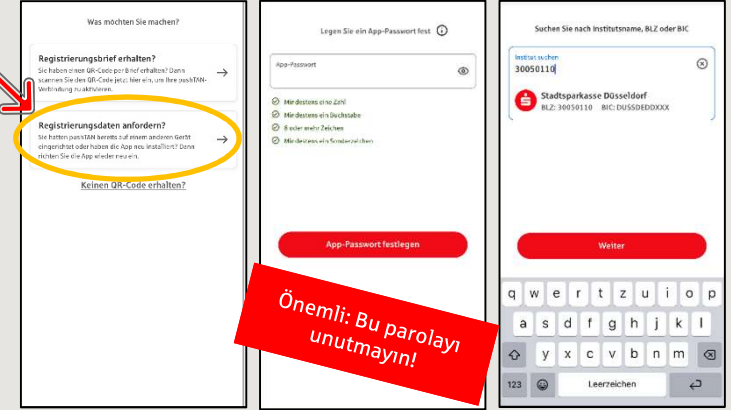 Was möchten Sie machen?
Registrierungsbrief erhalten?
Sie haben einen QR-Code per Brief erhalten? Dann
scannen Sie den QR-Code jetzt hier ein, um Ihre pushTAN-
Verbindung zu aktivieren.
Registrierungsdaten anfordern?
Sie hatten pushTAN bereits auf einem anderen Gerät
eingerichtet oder haben die App neu installiert? Dann
richten Sie die App wieder neu ein.
Keinen QR-Code erhalten?
Legen Sie ein App-Passwort fest
App-Passwort
Mindestens eine Zahl
Mindestens ein Buchstabe
8 oder mehr Zeichen
Mindestens ein Sonderzeichen
App-Passwort festlegen
Önemli: Bu parolayı
unutmayın!
Suchen Sie nach Institutsname, BLZ oder BIC
Institut suchen
30050110
Stadtsparkasse Düsseldorf
BLZ: 30050110 BIC: DUSSDEDDXXX
Weiter
q w e r t z u i o p
a s d f g h j k l
y x c v b n m
123 Leerzeichen